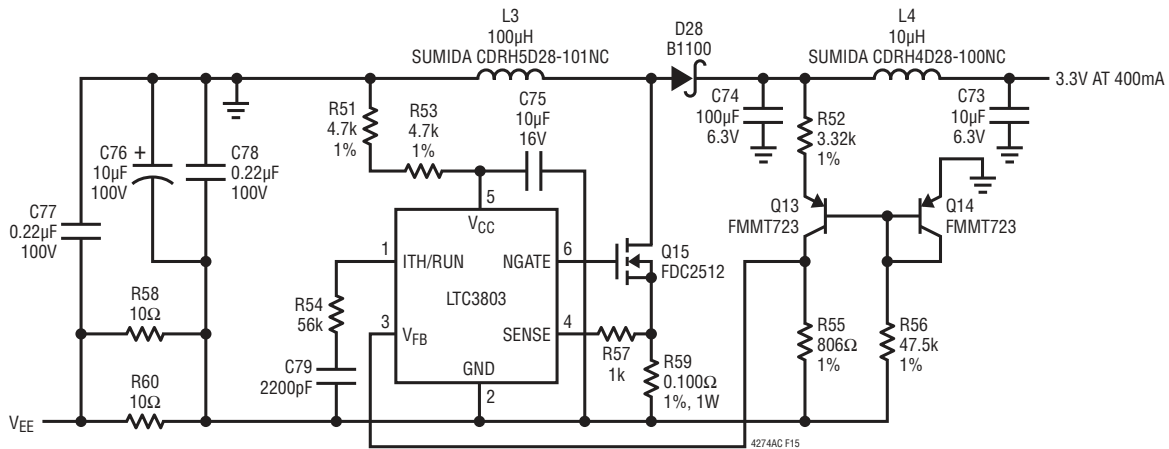 L3
100µH
SUMIDA CDRH5D28-101NC
D28
B1100
L4
10µH
SUMIDA CDRH4D28-100NC
3.3V AT 400mA
R51
4.7k
1%
R53
4.7k
1%
C75
10µF
16V
C74
100µF
6.3V
R52
3.32k
1%
C73
10µF
6.3V
C76
10µF
100V
+
C78
0.22µF
100V
C77
0.22µF
100V
5
VCC
1
ITH/RUN
NGATE
6
LTC3803
3
VFB
SENSE
4
GND
2
Q15
FDC2512
Q13
FMMT723
Q14
FMMT723
R58
10Ω
R60
10Ω
R54
56k
C79
2200pF
R57
1k
R59
0.100Ω
1%, 1W
R55
806Ω
1%
R56
47.5k
1%
VEE
4274AC F15